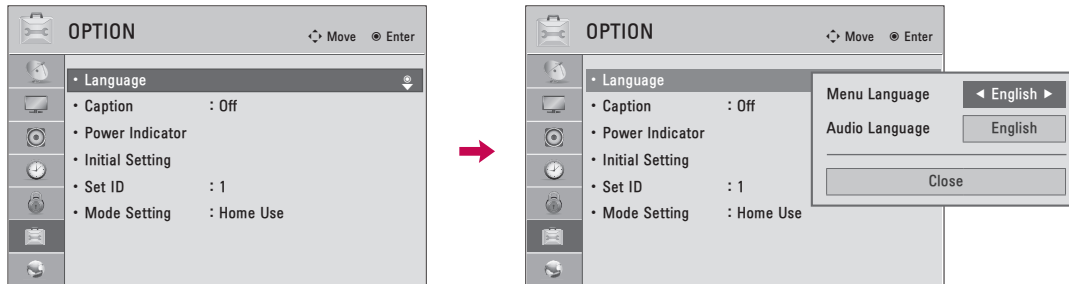 OPTION
Move Enter
• Language
• Caption : Off
• Power Indicator
• Initial Setting
• Set ID : 1
• Mode Setting : Home Use
OPTION
Move Enter
• Language
• Caption : Off
• Power Indicator
• Initial Setting
• Set ID : 1
• Mode Setting : Home Use
Menu Language ◄ English ►
Audio Language English
Close